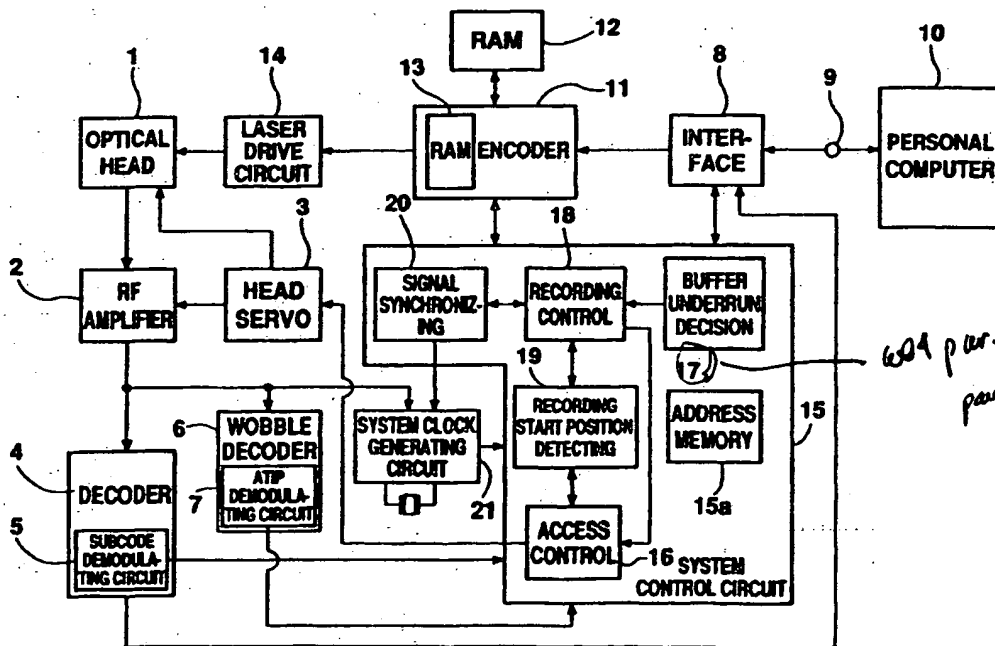 RAM
12
10
1
14
13
11
8
9
OPTICAL
HEAD
LASER
DRIVE
CIRCUIT
RAM
ENCODER
INTER-
FACE
PERSONAL
COMPUTER
3
20
18
2
RF
AMPLIFIER
HEAD
SERVO
SIGNAL
SYNCHRONIZ-
ING
RECORDING
CONTROL
BUFFER
UNDERRUN
DECISION
17
19
6
WOBBLE
DECODER
SYSTEM CLOCK
GENERATING
CIRCUIT
RECORDING
START POSITION
DETECTING
ADDRESS
MEMORY
15
4
DECODER
7
ATIP
DEMODULAT-
ING CIRCUIT
21
15a
5
SUBCODE
DEMODULA-
TING CIRCUIT
ACCESS
CONTROL
16
SYSTEM
CONTROL CIRCUIT